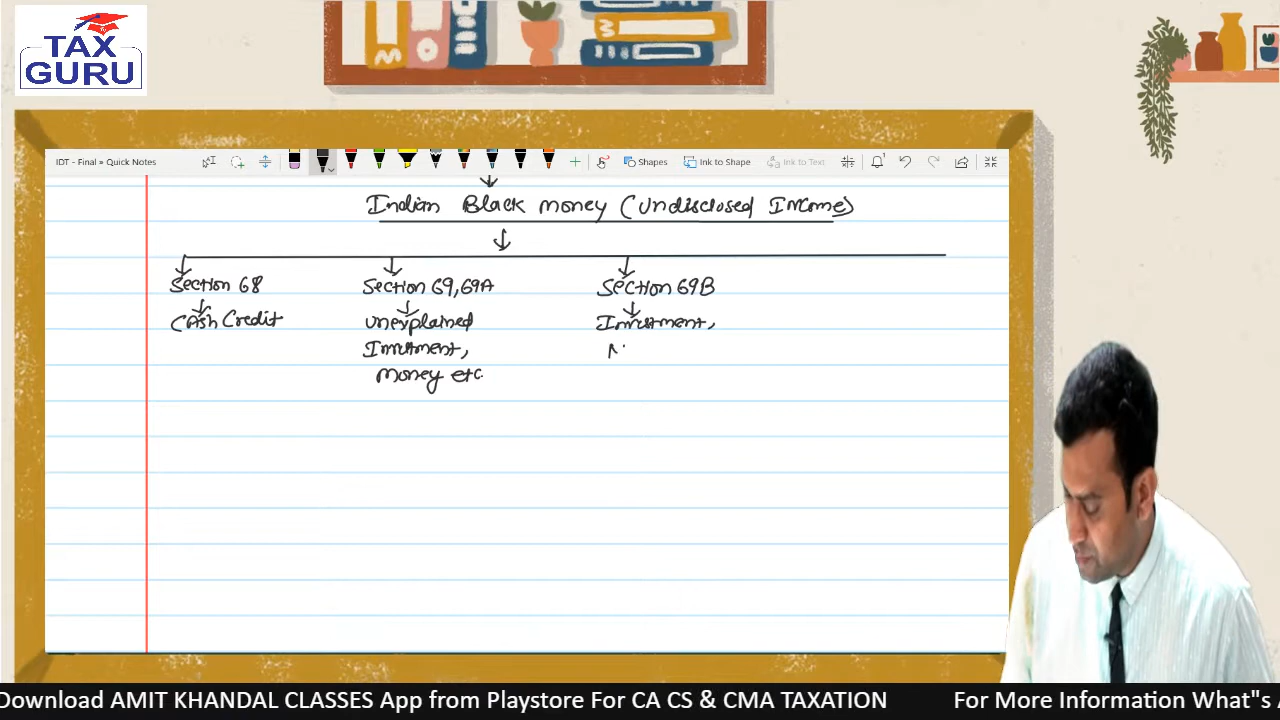 TAX
GURU
IDT - Final » Quick Notes
Shapes
Ink to Shape
Ink to Text
Indian Black money (Undisclosed Income)
Section 68
Section 69,69A
Section 69B
Cash Credit
Unexplained
Investment,
Investment,
Money etc.
Download AMIT KHANDAL CLASSES App from Playstore For CA CS & CMA TAXATION
For More Information What"s